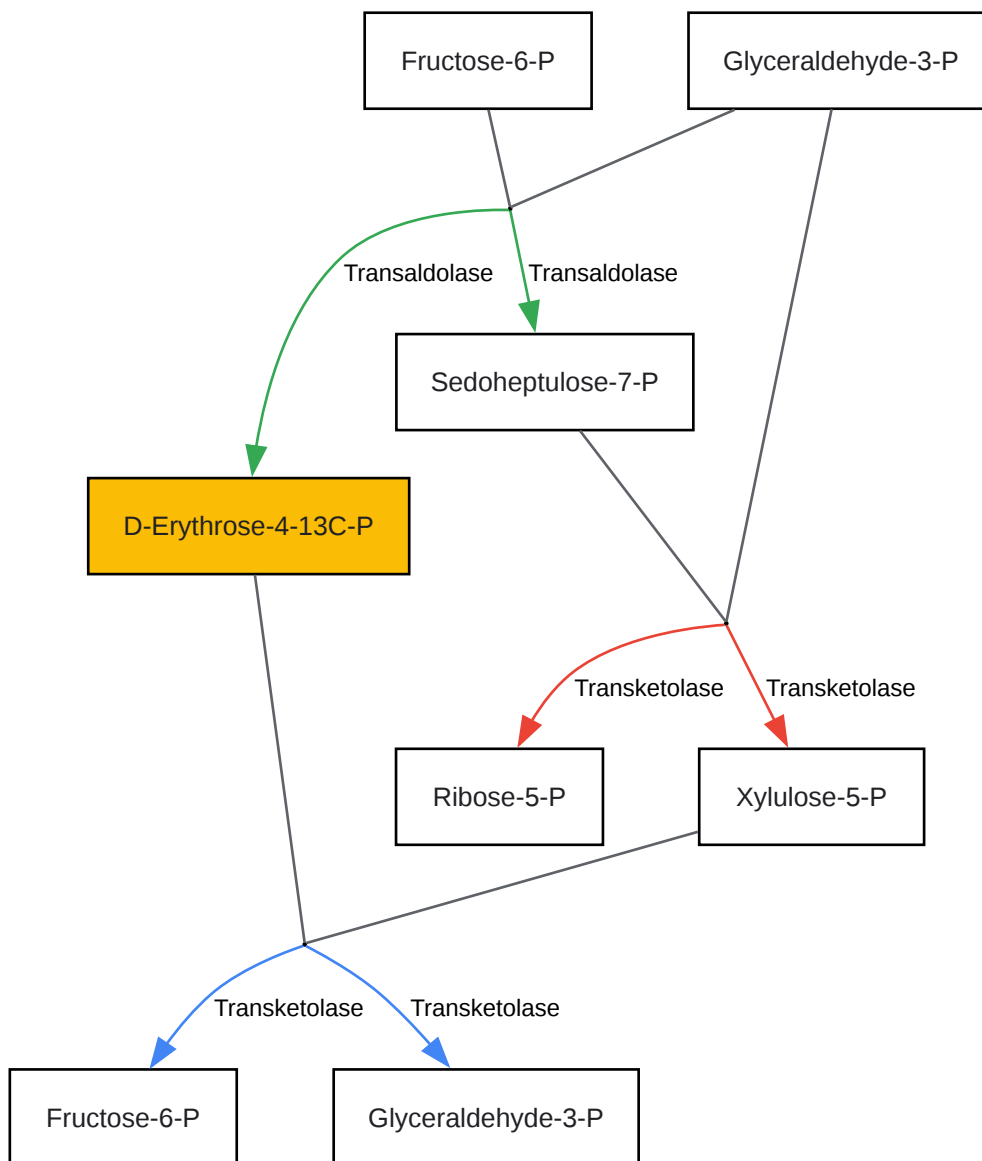 Fructose-6-P
Glyceraldehyde-3-P
Transaldolase
Transaldolase
Sedoheptulose-7-P
D-Erythrose-4-13C-P
Transketolase
Transketolase
Ribose-5-P
Xylulose-5-P
Transketolase
Transketolase
Fructose-6-P
Glyceraldehyde-3-P